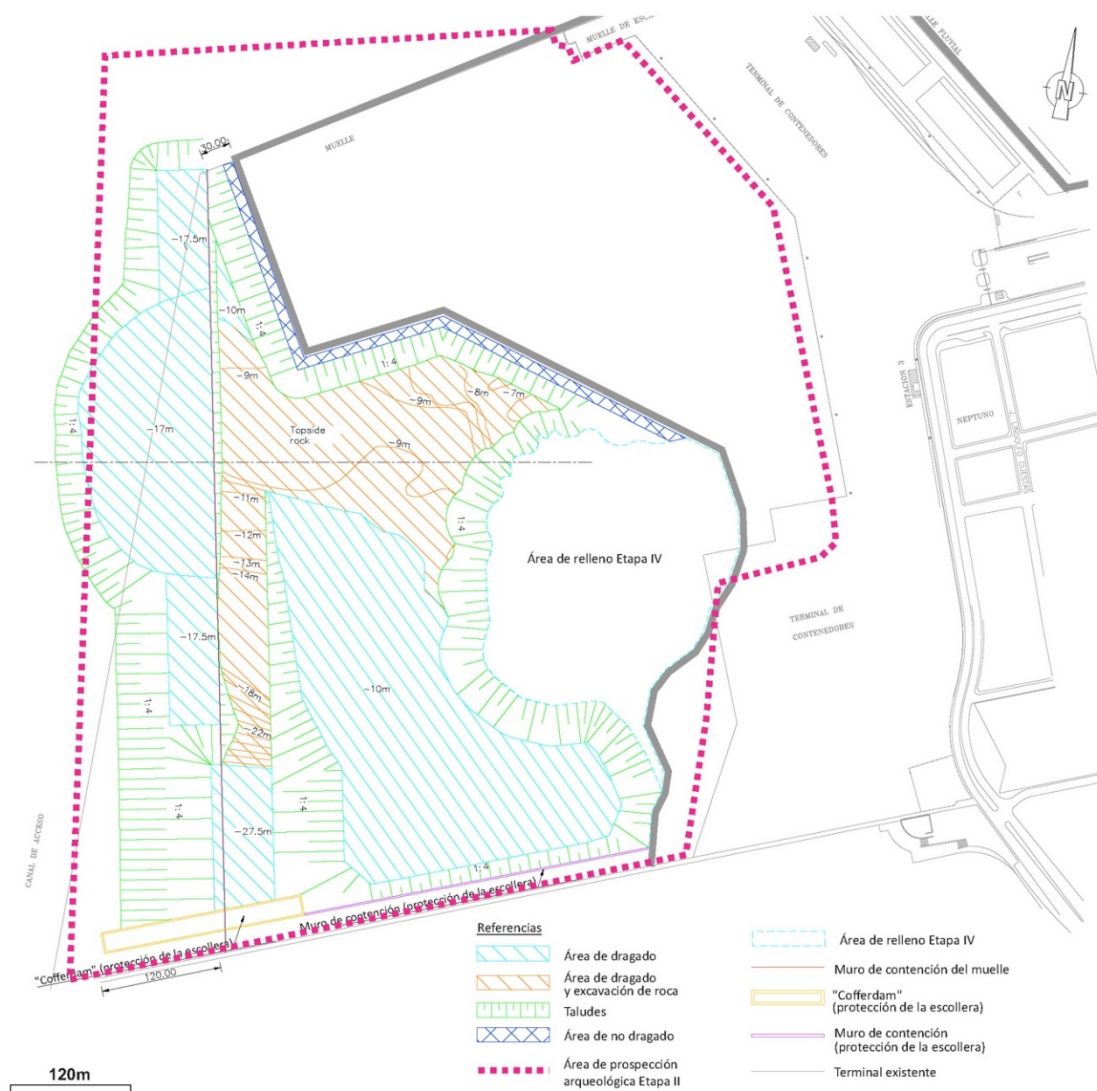 MUELLE DE ESCA
LLE FLUVIAL
TERMINAL DE
CONTENEDORES
N
MUELLE
30.00
-17.5m
-10m
1:4
1:4
-9m
-8m
-7m
-9m
-9m
Topside
rock
-17m
1:4
ESTACION 3
NEPTUNO
J. LINDOLFO CUESTAS
-11m
-12m
-13m
-14m
1:4
Área de relleno Etapa IV
-17.5m
TERMINAL DE
CONTENEDORES
-10m
-18m
-22m
1:4
1:4
1:4
-27.5m
1:4
CANAL DE ACCESO
Muro de contención (protección de la escollera)
"Cofferdam" (protección de la escollera)
120.00
Referencias
Área de dragado
Área de dragado
y excavación de roca
Taludes
Área de no dragado
Área de prospección
arqueológica Etapa II
Área de relleno Etapa IV
Muro de contención del muelle
"Cofferdam"
(protección de la escollera)
Muro de contención
(protección de la escollera)
Terminal existente
120m